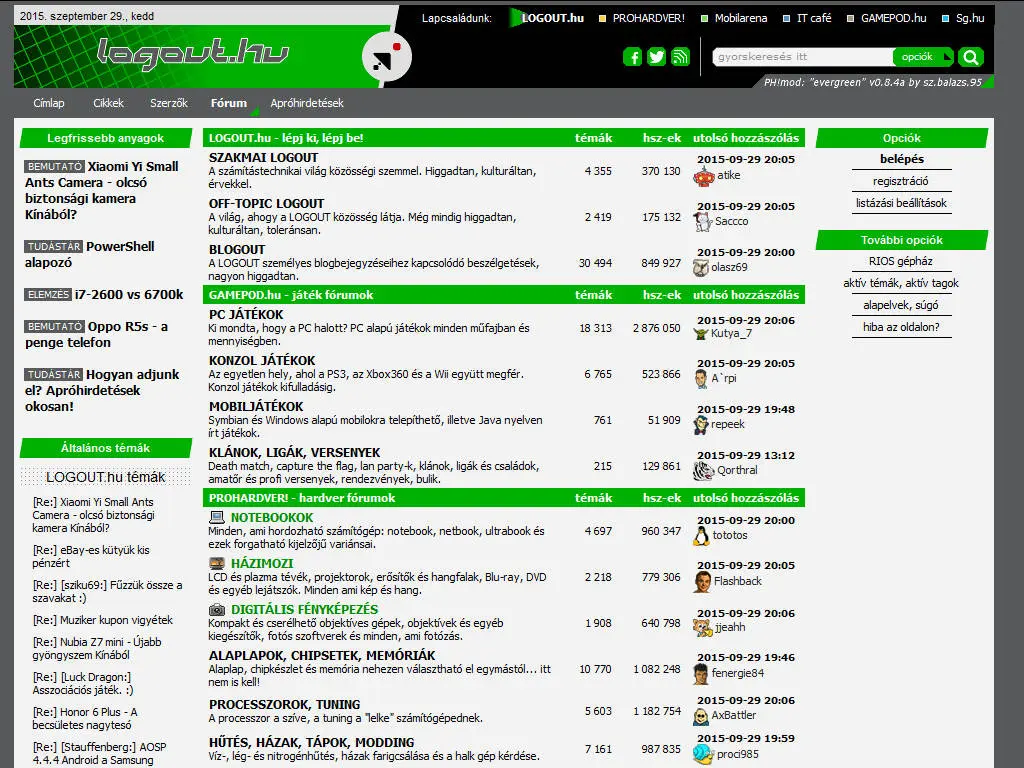 2015. szeptember 29., kedd
Lapcsaládunk:
LOGOUT.hu
PROHARDVER!
Mobilarena
IT café
GAMEPOD.hu
Sg.hu
logout.hu
gyorskeresés itt
opciók
PH!mod: "evergreen" v0.8.4a by sz.balazs.95
Címlap
Cikkek
Szerzők
Fórum
Apróhirdetések
Legfrissebb anyagok
BEMUTATÓ Xiaomi Yi Small
Ants Camera - olcsó
biztonsági kamera
Kínából?
TUDÁSTÁR PowerShell
alapozó
ELEMZÉS i7-2600 vs 6700k
BEMUTATÓ Oppo R5s - a
penge telefon
TUDÁSTÁR Hogyan adjunk
el? Apróhirdetések
okosan!
Általános témák
LOGOUT.hu témák
[Re:] Xiaomi Yi Small Ants
Camera - olcsó biztonsági
kamera Kínából?
[Re:] eBay-es kütyük kis
pénzért
[Re:] [sziku69:] Fűzzük össze a
szavakat :)
[Re:] Muziker kupon vigyétek
[Re:] Nubia Z7 mini - Újabb
gyöngyszem Kínából
[Re:] [Luck Dragon:]
Asszociációs játék. :)
[Re:] Honor 6 Plus - A
becsületes nagytesó
[Re:] [Stauffenberg:] AOSP
4.4.4 Android a Samsung
LOGOUT.hu - lépj ki, lépj be! témák hsz-ek utolsó hozzászólás
SZAKMAI LOGOUT
A számítástechnikai világ közösségi szemmel. Higgadtan, kulturáltan,
érvekkel.
4 355 370 130
2015-09-29 20:05
atike
OFF-TOPIC LOGOUT
A világ, ahogy a LOGOUT közösség látja. Még mindig higgadtan,
kulturáltan, toleránsan.
2 419 175 132
2015-09-29 20:05
Saccco
BLOGOUT
A LOGOUT személyes blogbejegyzéseihez kapcsolódó beszélgetések,
nagyon higgadtan.
30 494 849 927
2015-09-29 20:00
olasz69
GAMEPOD.hu - játék fórumok témák hsz-ek utolsó hozzászólás
PC JÁTÉKOK
Ki mondta, hogy a PC halott? PC alapú játékok minden műfajban és
mennyiségben.
18 313 2 876 050
2015-09-29 20:06
Kutya_7
KONZOL JÁTÉKOK
Az egyetlen hely, ahol a PS3, az Xbox360 és a Wii együtt megfér.
Konzol játékok kifulladásig.
6 765 523 866
2015-09-29 20:05
A`rpi
MOBILJÁTÉKOK
Symbian és Windows alapú mobilokra telepíthető, illetve Java nyelven
írt játékok.
761 51 909
2015-09-29 19:48
repeek
KLÁNOK, LIGÁK, VERSENYEK
Death match, capture the flag, lan party-k, klánok, ligák és családok,
amatőr és profi versenyek, rendezvények, bulik.
215 129 861
2015-09-29 13:12
Qorthral
PROHARDVER! - hardver fórumok témák hsz-ek utolsó hozzászólás
NOTEBOOKOK
Minden, ami hordozható számítógép: notebook, netbook, ultrabook és
ezek forgatható kijelzőjű variánsai.
4 697 960 347
2015-09-29 20:00
tototos
HÁZIMOZI
LCD és plazma tévék, projektorok, erősítők és hangfalak, Blu-ray, DVD
és egyéb lejátszók. Minden ami kép és hang.
2 218 779 306
2015-09-29 20:05
Flashback
DIGITÁLIS FÉNYKÉPEZÉS
Kompakt és cserélhető objektíves gépek, objektívek és egyéb
kiegészítők, fotós szoftverek és minden, ami fotózás.
1 908 640 798
2015-09-29 20:06
jjeahh
ALAPLAPOK, CHIPSETEK, MEMÓRIÁK
Alaplap, chipkészlet és memória nehezen választható el egymástól... itt
nem is kell!
10 770 1 082 248
2015-09-29 19:46
fenergie84
PROCESSZOROK, TUNING
A processzor a szíve, a tuning a "lelke" számítógépednek.
5 603 1 182 754
2015-09-29 20:06
AxBattler
HŰTÉS, HÁZAK, TÁPOK, MODDING
Víz-, lég- és nitrogénhűtés, házak farigcsálása és a halk gép kérdése.
7 161 987 835
2015-09-29 19:59
proci985
Opciók
belépés
regisztráció
listázási beállítások
További opciók
RIOS gépház
aktív témák, aktív tagok
alapelvek, súgó
hiba az oldalon?